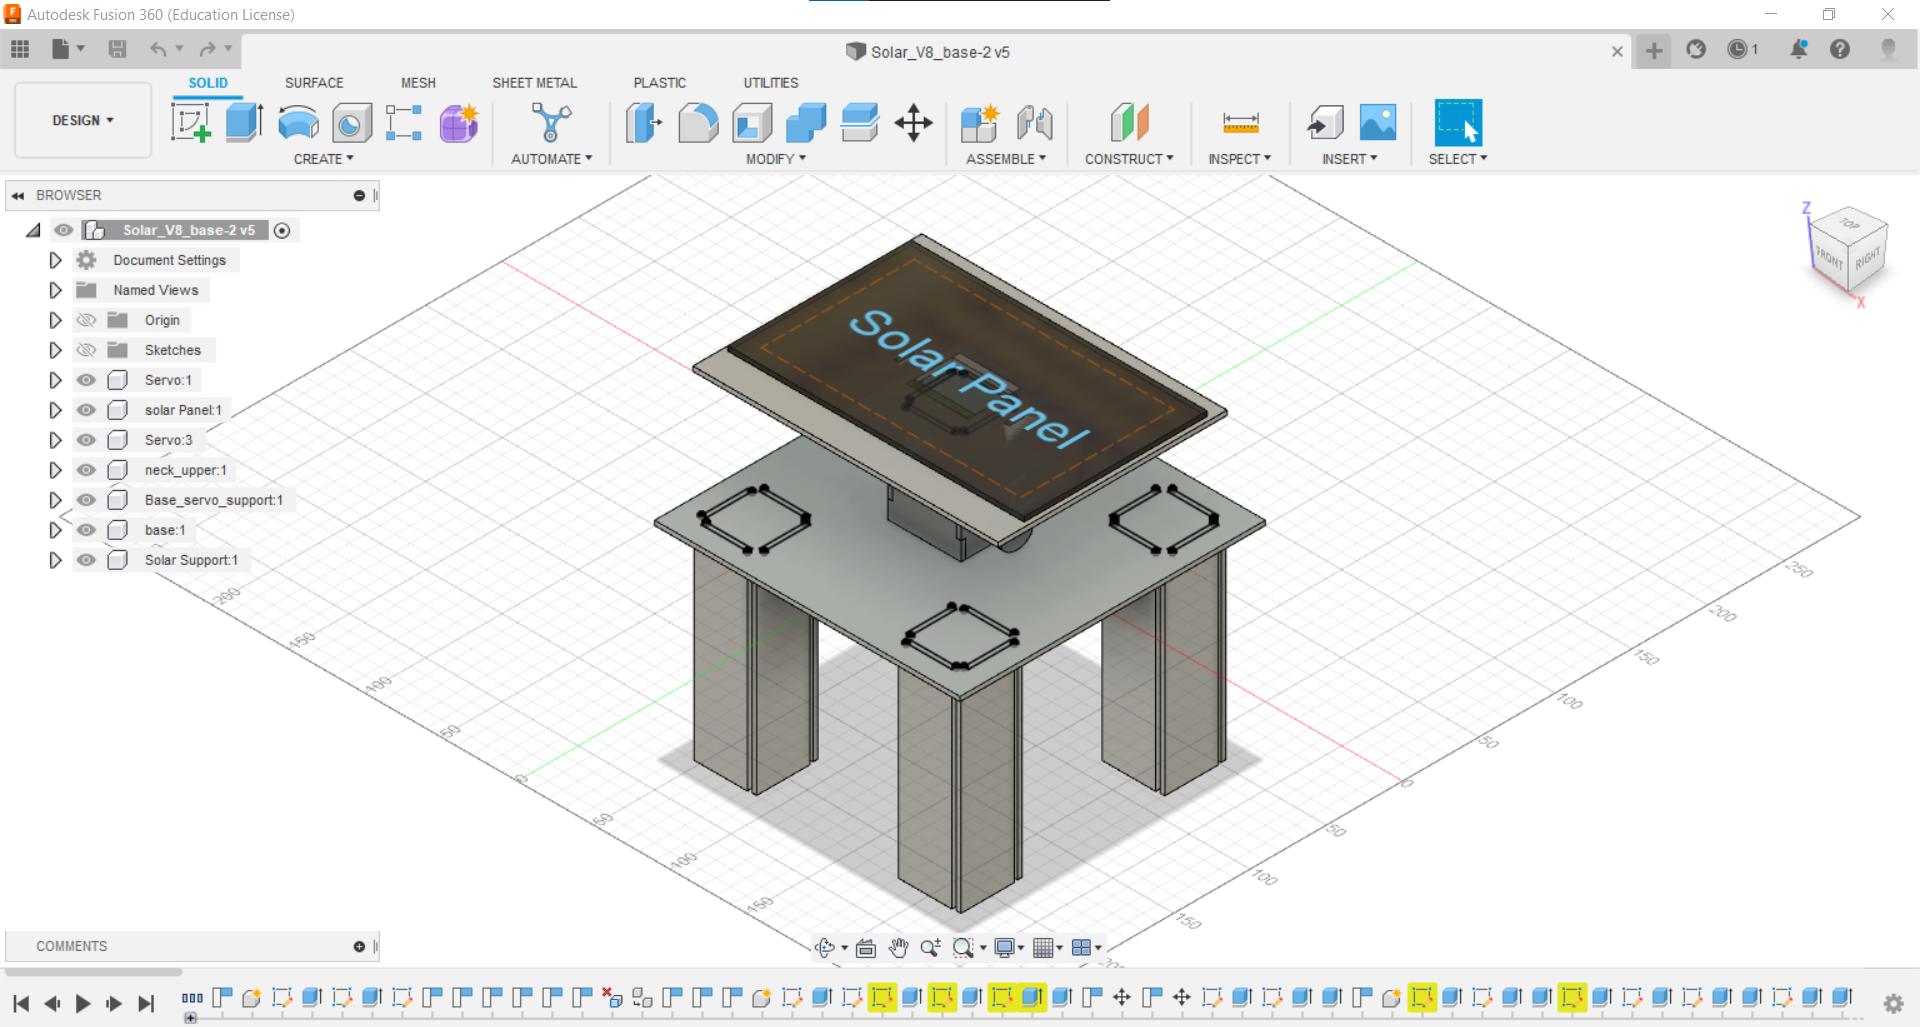 Autodesk Fusion 360 (Education License)
Solar_V8_base-2 v5
1
SOLID SURFACE MESH SHEET METAL PLASTIC UTILITIES
DESIGN
CREATE AUTOMATE MODIFY ASSEMBLE CONSTRUCT INSPECT INSERT SELECT
BROWSER
Solar_V8_base-2 v5
Document Settings
Named Views
Origin
Sketches
Servo:1
solar Panel:1
Servo:3
neck_upper:1
Base_servo_support:1
base:1
Solar Support:1
Z
TOP
FRONT
RIGHT
X
Solar Panel
200
150
100
50
0
50
100
150
250
200
150
100
50
0
50
100
150
200
COMMENTS